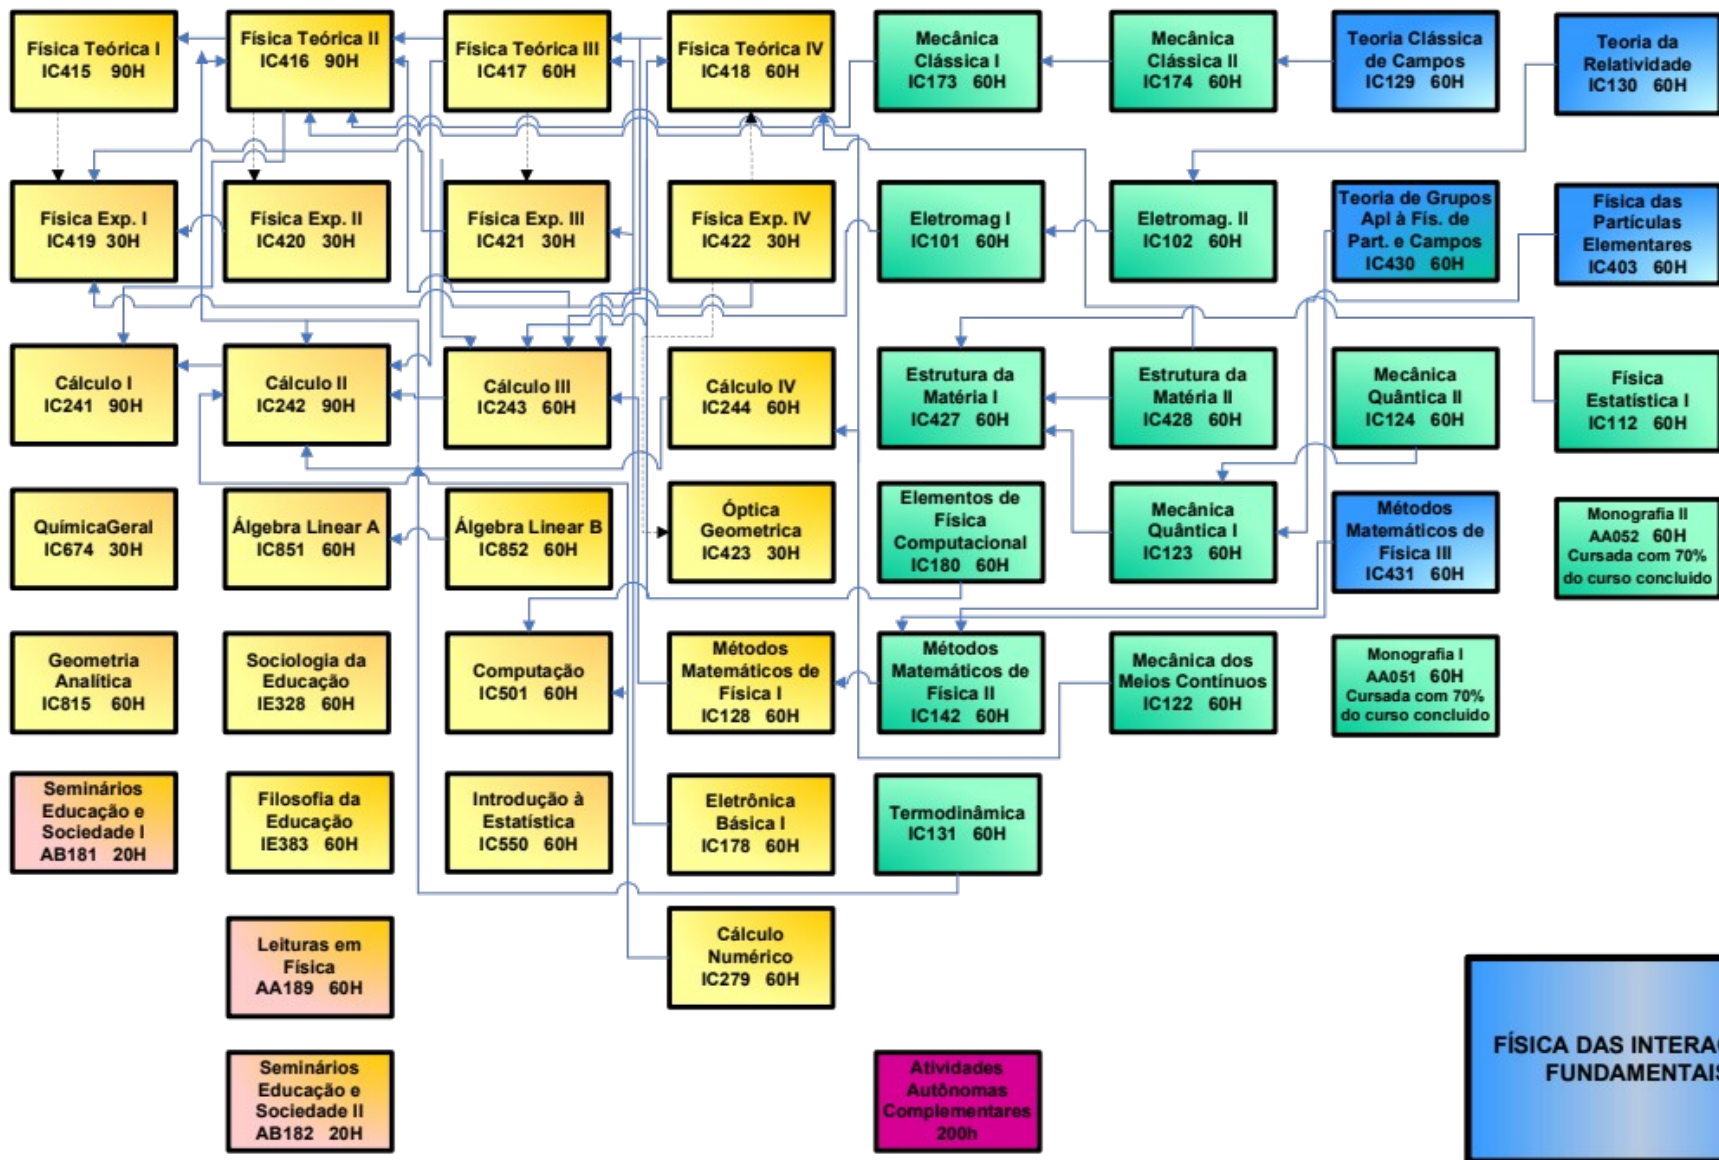 Física Teórica I
IC415 90H
Física Teórica II
IC416 90H
Física Teórica III
IC417 60H
Física Teórica IV
IC418 60H
Mecânica
Clássica I
IC173 60H
Mecânica
Clássica II
IC174 60H
Teoria Clássica
de Campos
IC129 60H
Teoria da
Relatividade
IC130 60H
Física Exp. I
IC419 30H
Física Exp. II
IC420 30H
Física Exp. III
IC421 30H
Física Exp. IV
IC422 30H
Eletromag I
IC101 60H
Eletromag. II
IC102 60H
Teoria de Grupos
Apl à Fís. de
Part. e Campos
IC430 60H
Física das
Partículas
Elementares
IC403 60H
Cálculo I
IC241 90H
Cálculo II
IC242 90H
Cálculo III
IC243 60H
Cálculo IV
IC244 60H
Estrutura da
Matéria I
IC427 60H
Estrutura da
Matéria II
IC428 60H
Mecânica
Quântica II
IC124 60H
Física
Estatística I
IC112 60H
QuímicaGeral
IC674 30H
Álgebra Linear A
IC851 60H
Álgebra Linear B
IC852 60H
Óptica
Geometrica
IC423 30H
Elementos de
Física
Computacional
IC180 60H
Mecânica
Quântica I
IC123 60H
Métodos
Matemáticos de
Física III
IC431 60H
Monografia II
AA052 60H
Cursada com 70%
do curso concluido
Geometria
Analítica
IC815 60H
Sociologia da
Educação
IE328 60H
Computação
IC501 60H
Métodos
Matemáticos de
Física I
IC128 60H
Métodos
Matemáticos de
Física II
IC142 60H
Mecânica dos
Meios Contínuos
IC122 60H
Monografia I
AA051 60H
Cursada com 70%
do curso concluido
Seminários
Educação e
Sociedade I
AB181 20H
Filosofia da
Educação
IE383 60H
Introdução à
Estatística
IC550 60H
Eletrônica
Básica I
IC178 60H
Termodinâmica
IC131 60H
Leituras em
Física
AA189 60H
Cálculo
Numérico
IC279 60H
Seminários
Educação e
Sociedade II
AB182 20H
Atividades
Autônomas
Complementares
200h
FÍSICA DAS
FUNDAMENTAIS